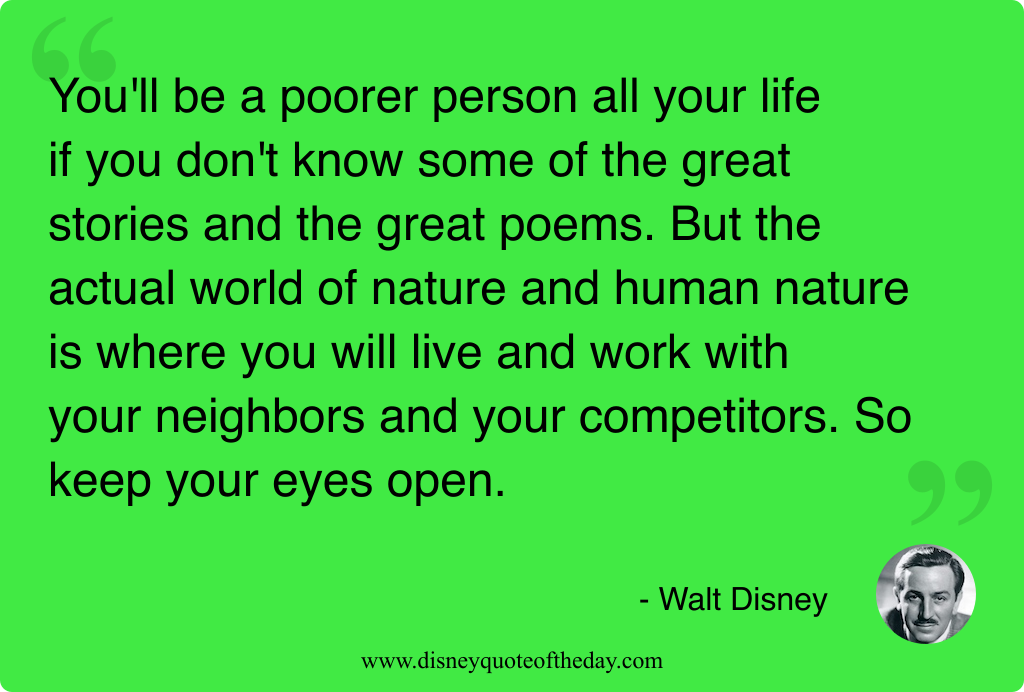 You'll be a poorer person all your life
if you don't know some of the great
stories and the great poems. But the
actual world of nature and human nature
is where you will live and work with
your neighbors and your competitors. So
keep your eyes open.
- Walt Disney
www.disneyquoteoftheday.com